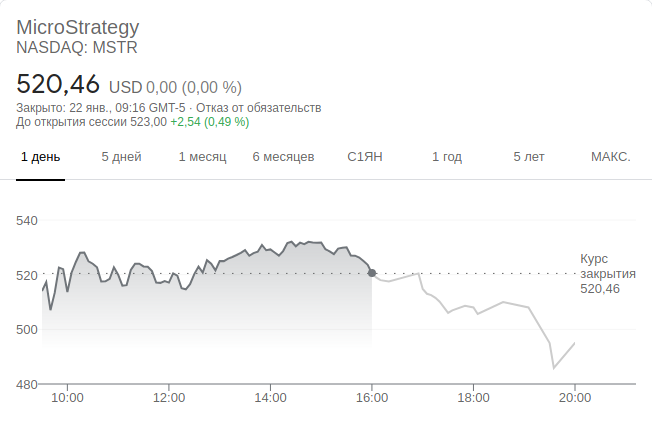 MicroStrategy
NASDAQ: MSTR
520,46 USD 0,00 (0,00 %)
Закрыто: 22 янв., 09:16 GMT-5 · Отказ от обязательств
До открытия сессии 523,00 +2,54 (0,49 %)
1 день 5 дней 1 месяц 6 месяцев С1ЯН 1 год 5 лет МАКС.
540
520
500
480
Курс
закрытия
520,46
10:00 12:00 14:00 16:00 18:00 20:00